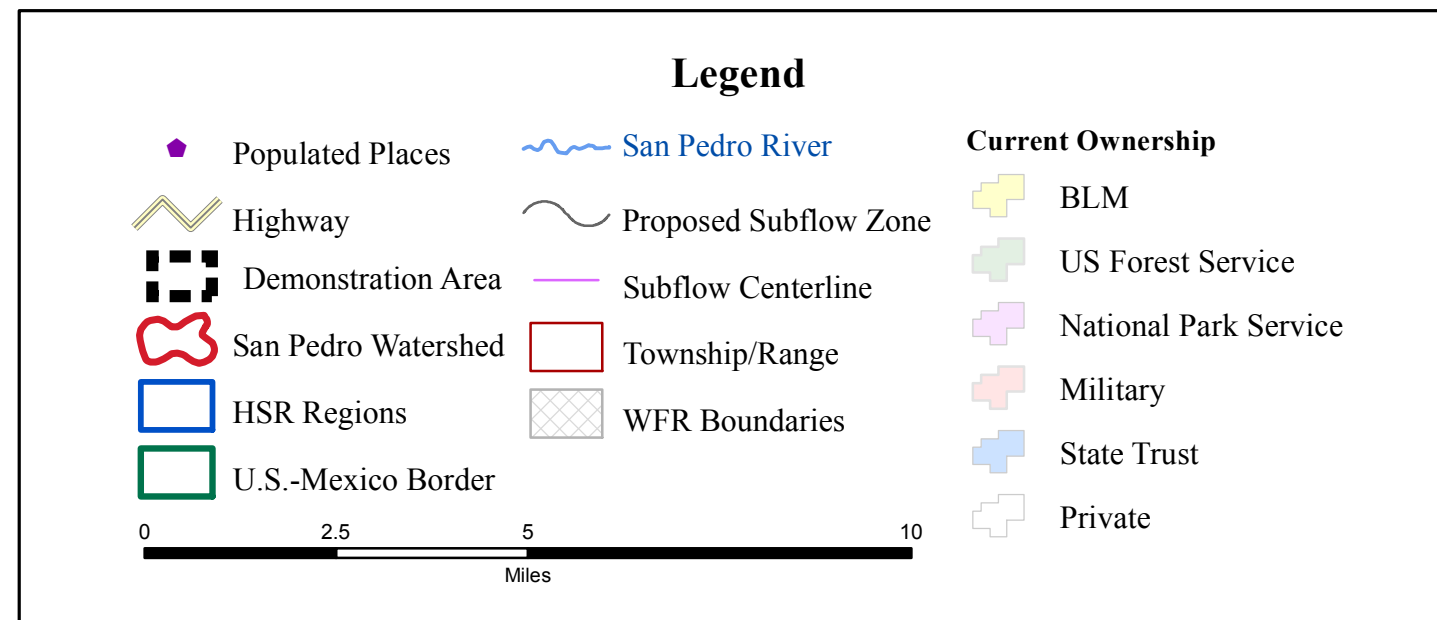 Legend
Populated Places
Highway
Demonstration Area
San Pedro Watershed
HSR Regions
U.S.-Mexico Border
San Pedro River
Proposed Subflow Zone
Subflow Centerline
Township/Range
WFR Boundaries
Current Ownership
BLM
US Forest Service
National Park Service
Military
State Trust
Private
0 2.5 5 10
Miles